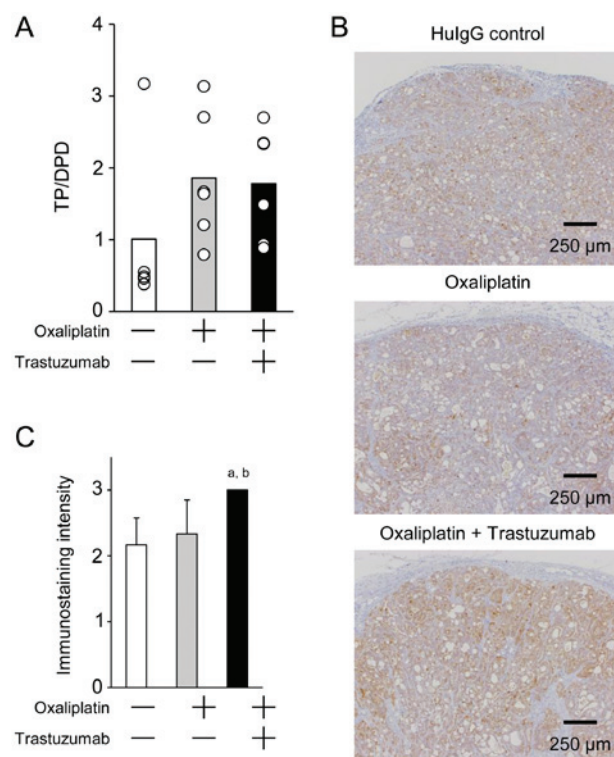 A
4
3
2
1
0
TP/DPD
Oxaliplatin — + +
Trastuzumab — — +
B
HuIgG control
250 µm
Oxaliplatin
250 µm
Oxaliplatin + Trastuzumab
250 µm
C
a, b
3
2
1
0
Immunostaining intensity
Oxaliplatin — + +
Trastuzumab — — +